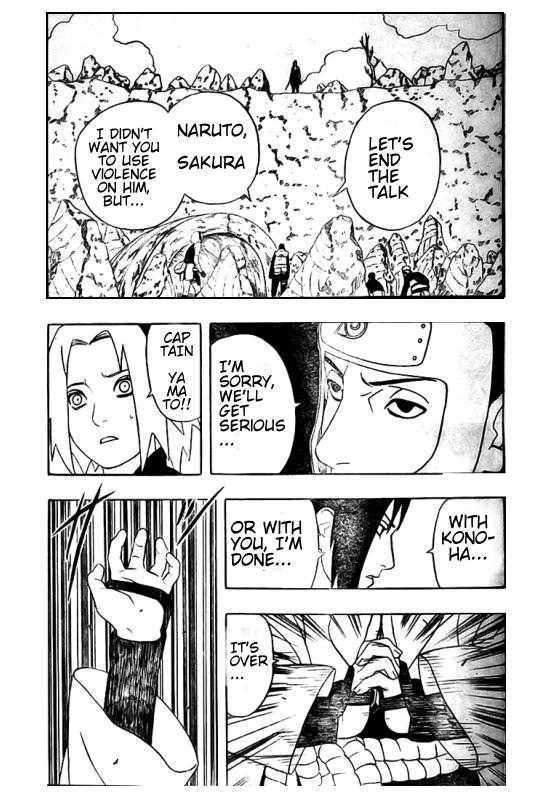 LET'S
END
THE
TALK
NARUTO,
SAKURA
I DIDN'T
WANT YOU
TO USE
VIOLENCE
ON HIM,
BUT...
I'M
SORRY,
WE'LL
GET
SERIOUS
...
CAP
TAIN
YA
MA
TO!!
WITH
KONO-
HA...
OR WITH
YOU, I'M
DONE...
IT'S
OVER
...